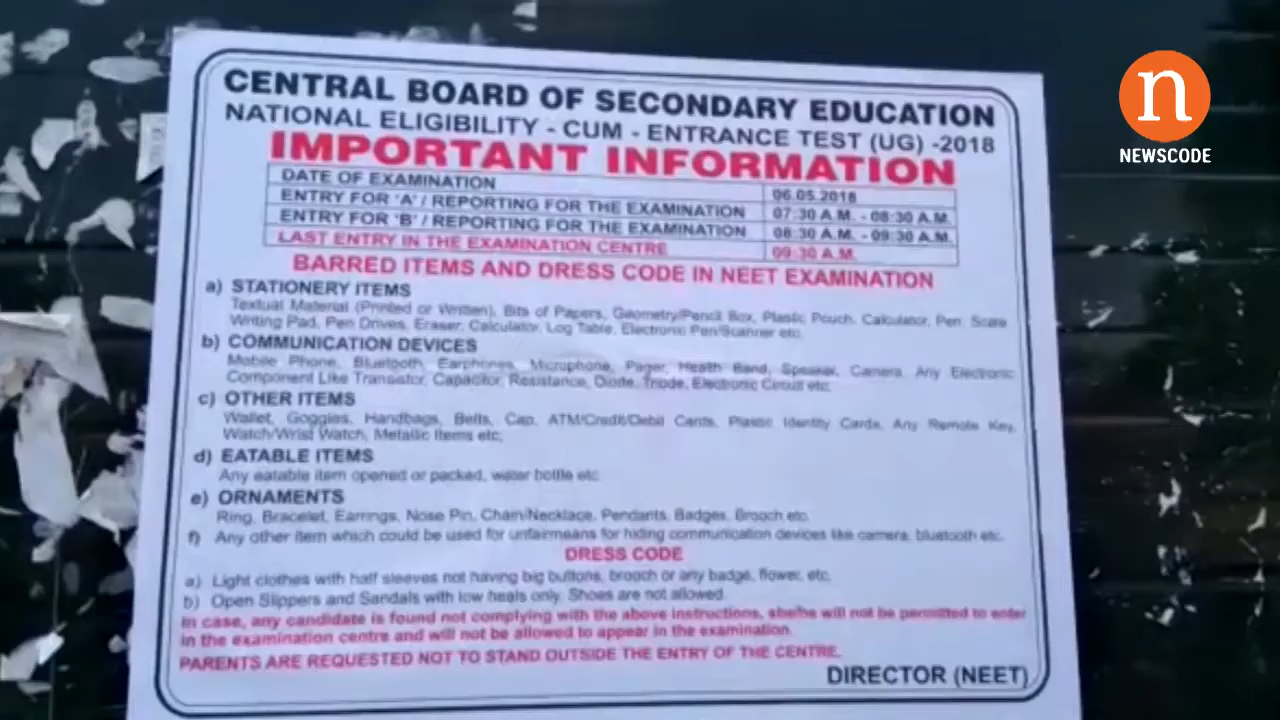 CENTRAL BOARD OF SECONDARY EDUCATION
NATIONAL ELIGIBILITY - CUM - ENTRANCE TEST (UG) -2018
IMPORTANT INFORMATION
DATE OF EXAMINATION 06.05.2018
ENTRY FOR 'A' / REPORTING FOR THE EXAMINATION 07:30 A.M. - 08:30 A.M.
ENTRY FOR 'B' / REPORTING FOR THE EXAMINATION 08:30 A.M. - 09:30 A.M.
LAST ENTRY IN THE EXAMINATION CENTRE 09:30 A.M.
BARRED ITEMS AND DRESS CODE IN NEET EXAMINATION
a) STATIONERY ITEMS
Textual Material (Printed or Written), Bits of Papers, Geometry/Pencil Box, Plastic Pouch, Calculator, Pen, Scale
Writing Pad, Pen Drives, Eraser, Calculator, Log Table, Electronic Pen/Scanner etc.
b) COMMUNICATION DEVICES
Mobile Phone, Bluetooth, Earphones, Microphone, Pager, Health Band, Speaker, Camera, Any Electronic
Component Like Transistor, Capacitor, Resistance, Diode, Triode, Electronic Circuit etc.
c) OTHER ITEMS
Wallet, Goggles, Handbags, Belts, Cap, ATM/Credit/Debit Cards, Plastic Identity Cards, Any Remote Key,
Watch/Wrist Watch, Metallic Items etc,
d) EATABLE ITEMS
Any eatable item opened or packed, water bottle etc
e) ORNAMENTS
Ring, Bracelet, Earrings, Nose Pin, Chain/Necklace, Pendants, Badges, Brooch etc.
f) Any other item which could be used for unfairmeans for hiding communication devices like camera, bluetooth etc.
DRESS CODE
a) Light clothes with half sleeves not having big buttons, brooch or any badge, flower, etc.
b) Open Slippers and Sandals with low heals only. Shoes are not allowed.
In case, any candidate is found not complying with the above instructions, she/he will not be permitted to enter
in the examination centre and will not be allowed to appear in the examination.
PARENTS ARE REQUESTED NOT TO STAND OUTSIDE THE ENTRY OF THE CENTRE.
DIRECTOR (NEET)
n
NEWSCODE